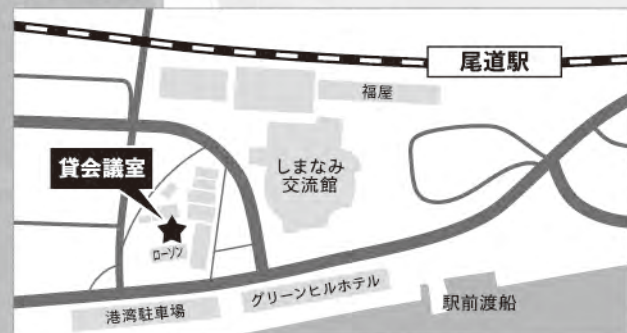 尾道駅
福屋
貸会議室
しまなみ
交流館
ローソン
グリーンヒルホテル
港湾駐車場
駅前渡船